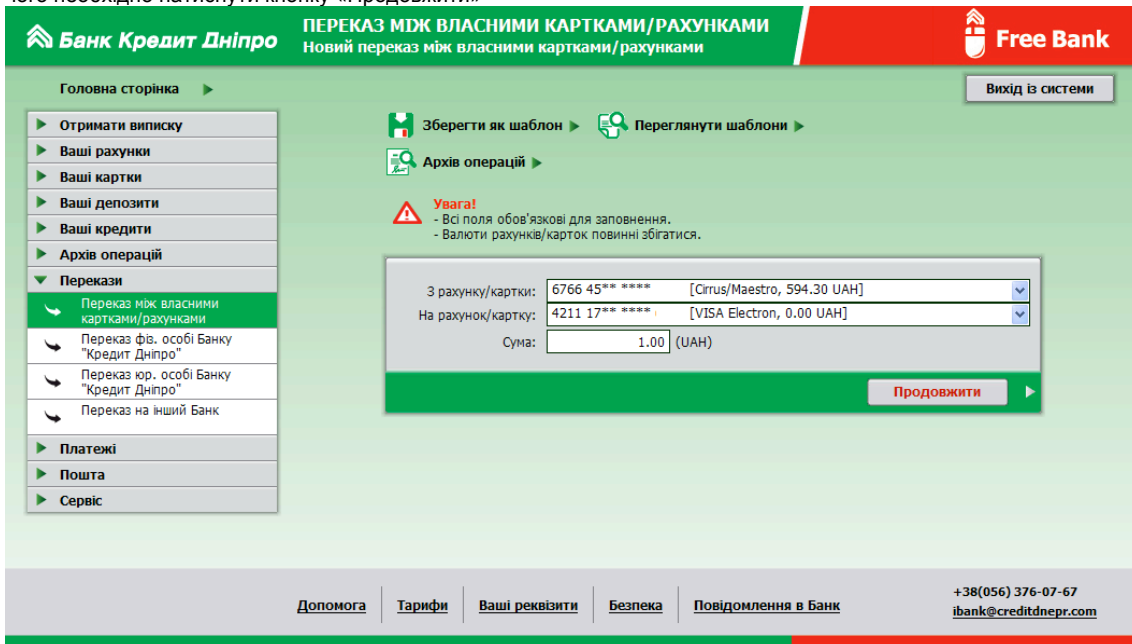 чого необхідно натиснути кнопку «Продовжити»
Банк Кредит Дніпро
ПЕРЕКАЗ МІЖ ВЛАСНИМИ КАРТКАМИ/РАХУНКАМИ
Новий переказ між власними картками/рахунками
Free Bank
Головна сторінка
Вихід із системи
Отримати виписку
Ваші рахунки
Ваші картки
Ваші депозити
Ваші кредити
Архів операцій
Перекази
Переказ між власними
картками/рахунками
Переказ фіз. особі Банку
"Кредит Дніпро"
Переказ юр. особі Банку
"Кредит Дніпро"
Переказ на інший Банк
Платежі
Пошта
Сервіс
Зберегти як шаблон
Переглянути шаблони
Архів операцій
Увага!
- Всі поля обов'язкові для заповнення.
- Валюти рахунків/карток повинні збігатися.
З рахунку/картки: 6766 45** **** [Cirrus/Maestro, 594.30 UAH]
На рахунок/картку: 4211 17** **** [VISA Electron, 0.00 UAH]
Сума: 1.00 (UAH)
Продовжити
Допомога
Тарифи
Ваші реквізити
Безпека
Повідомлення в Банк
+38(056) 376-07-67
ibank@creditdnepr.com